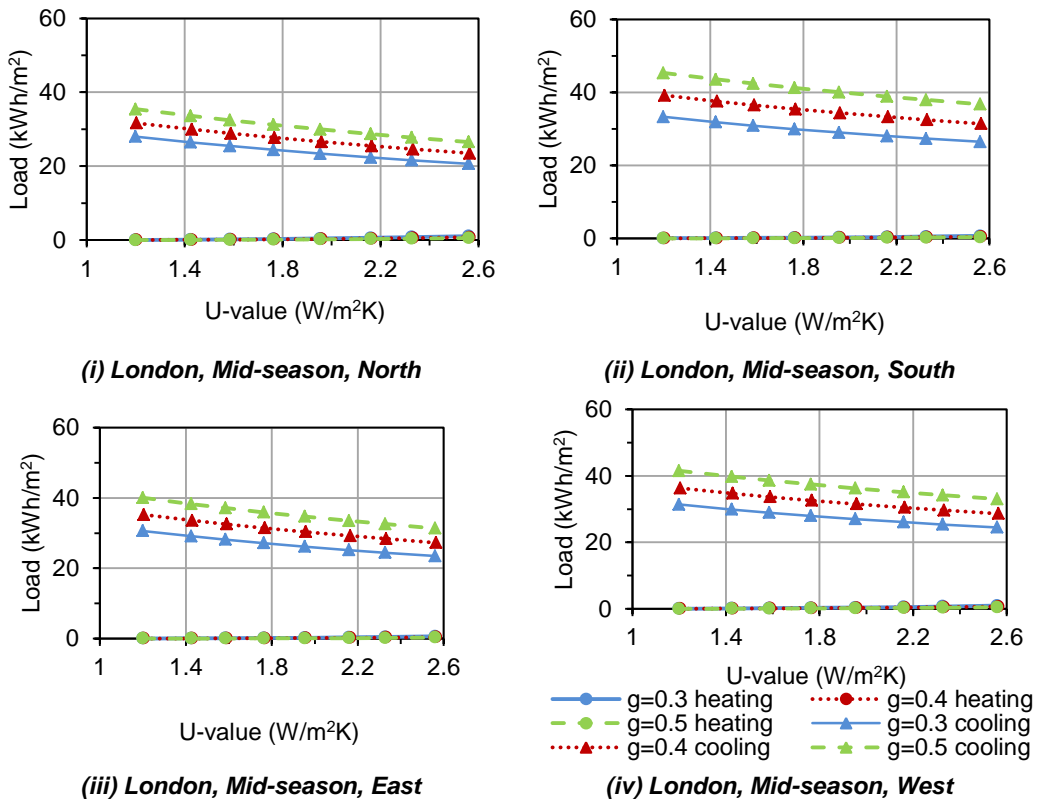 60
40
20
0
Load (kWh/m²)
1 1.4 1.8 2.2 2.6
U-value (W/m²K)
(i) London, Mid-season, North
60
40
20
0
Load (kWh/m²)
1 1.4 1.8 2.2 2.6
U-value (W/m²K)
(ii) London, Mid-season, South
60
40
20
0
Load (kWh/m²)
1 1.4 1.8 2.2 2.6
U-value (W/m²K)
(iii) London, Mid-season, East
60
40
20
0
Load (kWh/m²)
1 1.4 1.8 2.2 2.6
U-value (W/m²K)
g=0.3 heating g=0.4 heating
g=0.5 heating g=0.3 cooling
g=0.4 cooling g=0.5 cooling
(iv) London, Mid-season, West